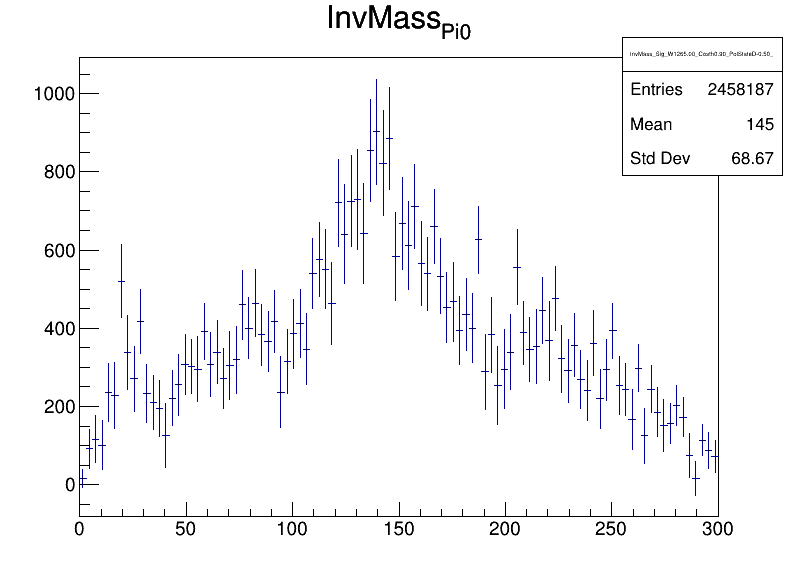 InvMass_Pi0
InvMass_Sig_W1265.00_Costh0.90_PolStateD-0.50_
Entries 2458187
Mean 145
Std Dev 68.67
1000
800
600
400
200
0
0 50 100 150 200 250 300